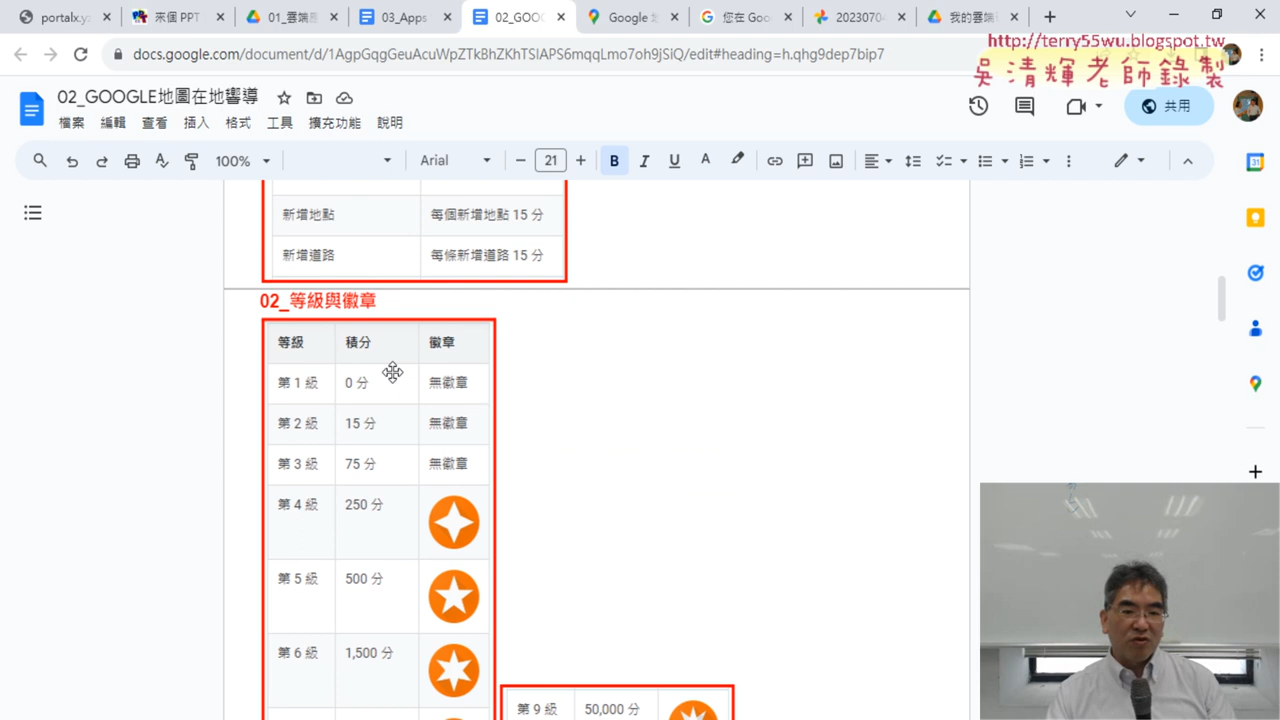 portalx.yz
來個 PPT
01_雲端
03_Apps
02_GOOG
Google
您在 Goo
20230704
我的雲端
docs.google.com/document/d/1AgpGqgGeuAcuWpZTkBhZKhTSIAPS6mqqLmo7oh9jSiQ/edit#heading=h.qhg9dep7bip7
http://terry55wu.blogspot.tw
吳清輝老師錄製
02_GOOGLE地圖在地嚮導
檔案 編輯 查看 插入 格式 工具 擴充功能 說明
共用
100% Arial 21 B I U A
31
新增地點 每個新增地點 15 分
新增道路 每條新增道路 15 分
02_等級與徽章
等級 積分 徽章
第 1 級 0 分 無徽章
第 2 級 15 分 無徽章
第 3 級 75 分 無徽章
第 4 級 250 分
第 5 級 500 分
第 6 級 1,500 分
第 9 級 50,000 分